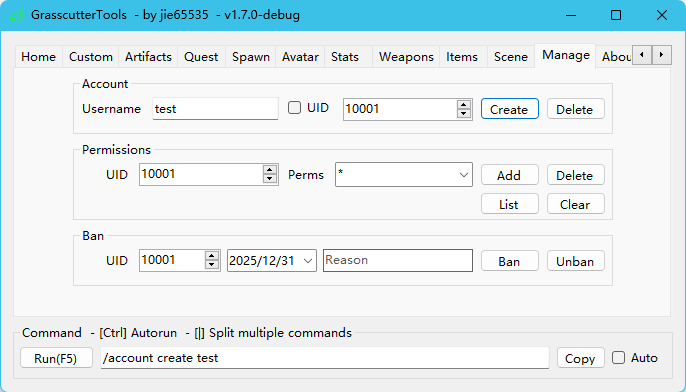 GrasscutterTools - by jie65535 - v1.7.0-debug
Home Custom Artifacts Quest Spawn Avatar Stats Weapons Items Scene Manage Abou
Account
Username test UID 10001 Create Delete
Permissions
UID 10001 Perms * Add Delete
List Clear
Ban
UID 10001 2025/12/31 Reason Ban Unban
Command - [Ctrl] Autorun - [|] Split multiple commands
Run(F5) /account create test Copy Auto